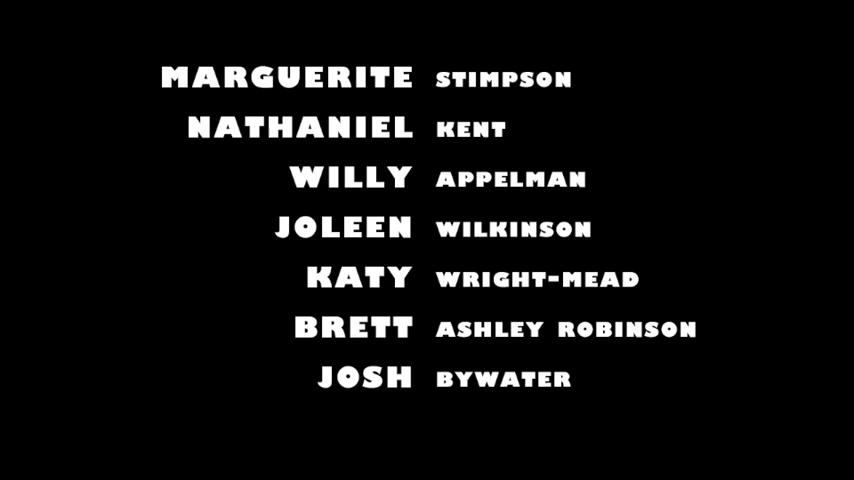 MARGUERITE STIMPSON
NATHANIEL KENT
WILLY APPELMAN
JOLEEN WILKINSON
KATY WRIGHT-MEAD
BRETT ASHLEY ROBINSON
JOSH BYWATER